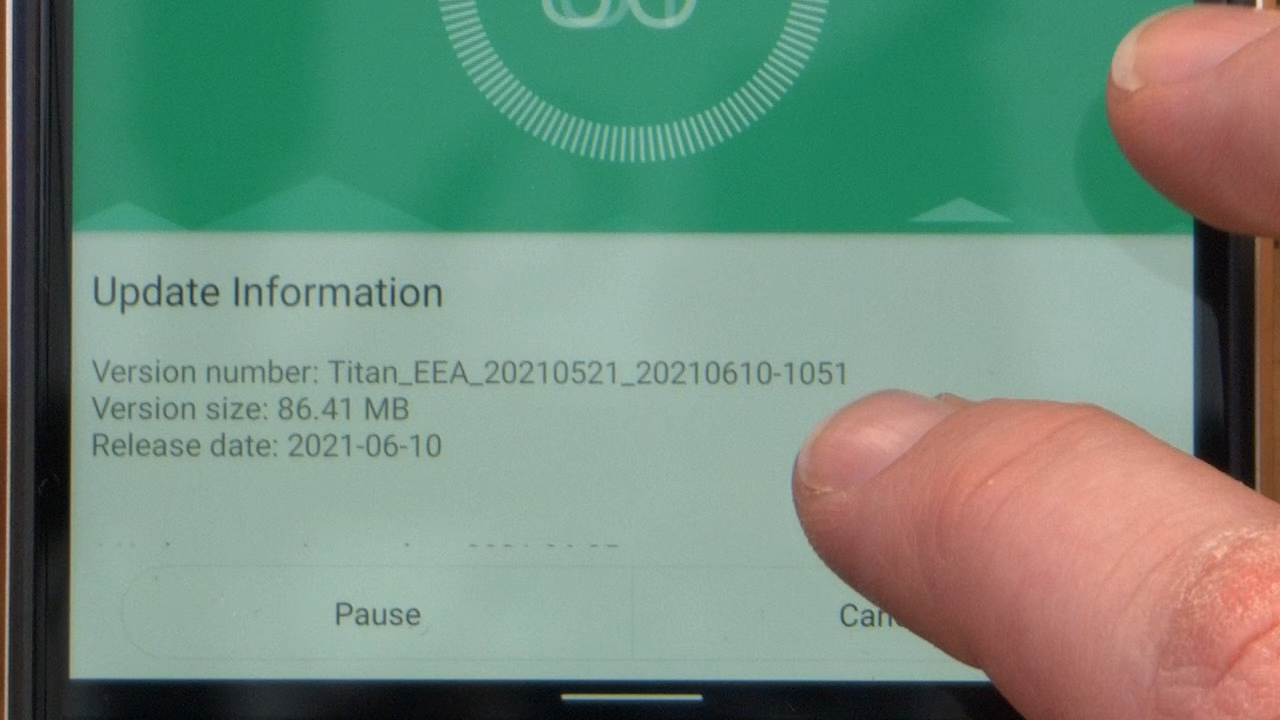 Update Information
Version number: Titan_EEA_20210521_20210610-1051
Version size: 86.41 MB
Release date: 2021-06-10
Pause